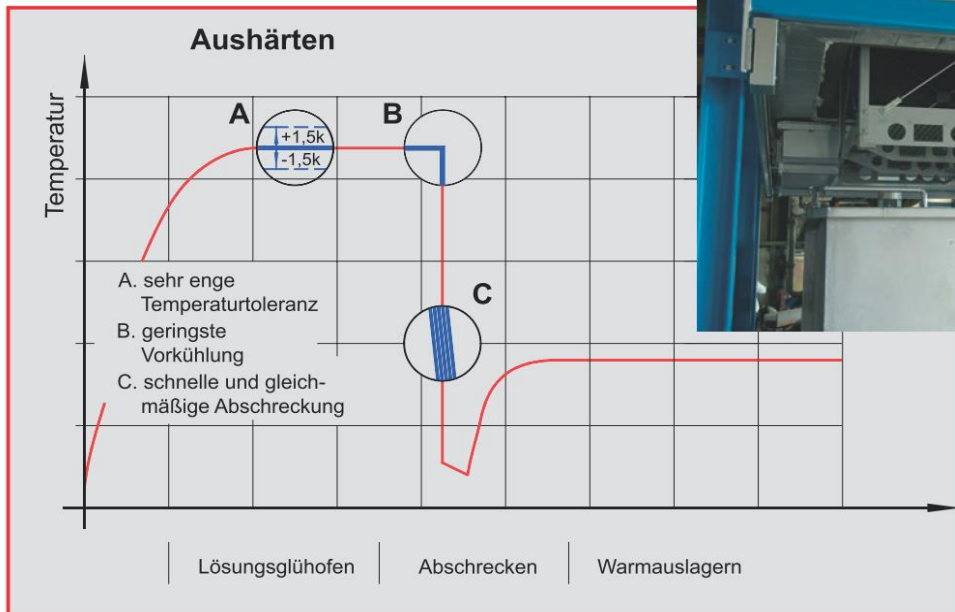 Aushärten
Temperatur
A
+1,5k
-1,5k
B
A. sehr enge
Temperaturtoleranz
B. geringste
Vorkühlung
C. schnelle und gleich-
mäßige Abschreckung
C
Lösungsglühofen
Abschrecken
Warmauslagern